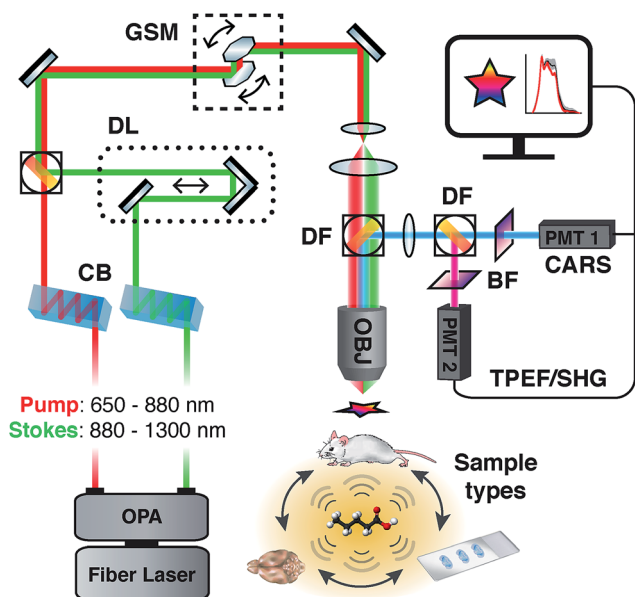 GSM
DL
DF
DF
PMT 1
CARS
BF
CB
OBJ
PMT 2
TPEF/SHG
Pump: 650 - 880 nm
Stokes: 880 - 1300 nm
Sample
types
OPA
Fiber Laser